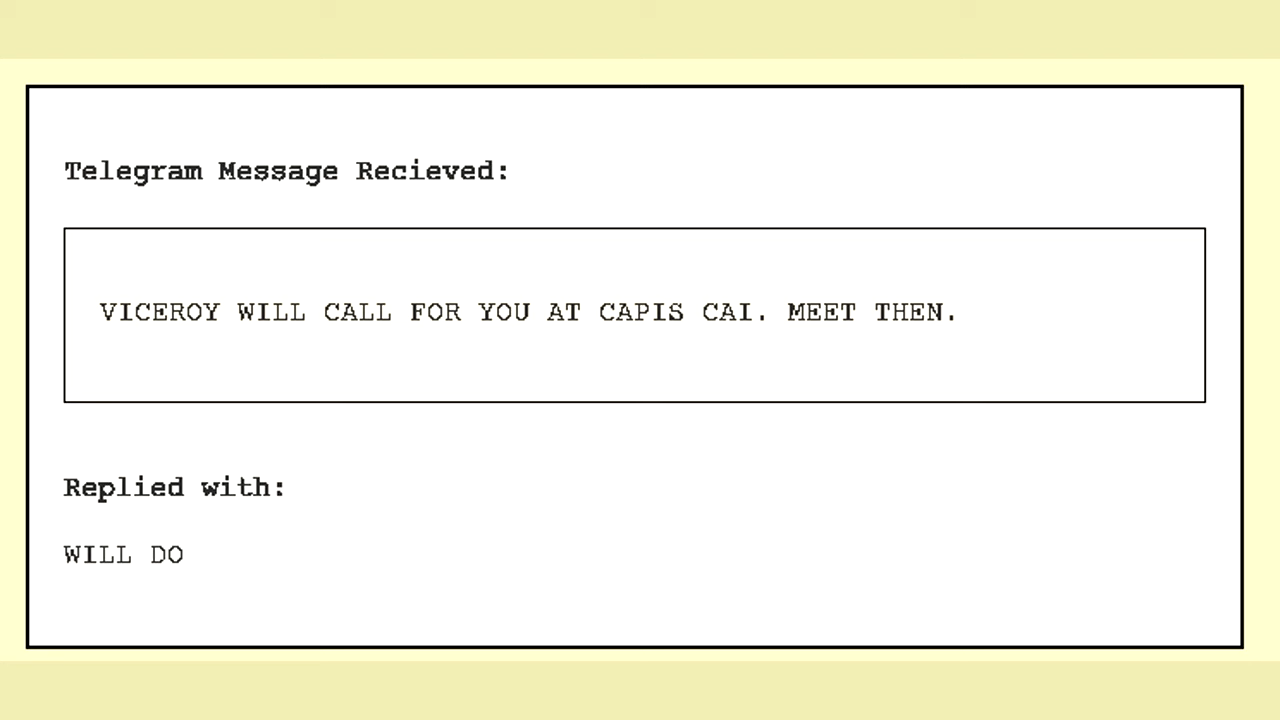 Telegram Message Recieved:
VICEROY WILL CALL FOR YOU AT CAPIS CAI. MEET THEN.
Replied with:
WILL DO